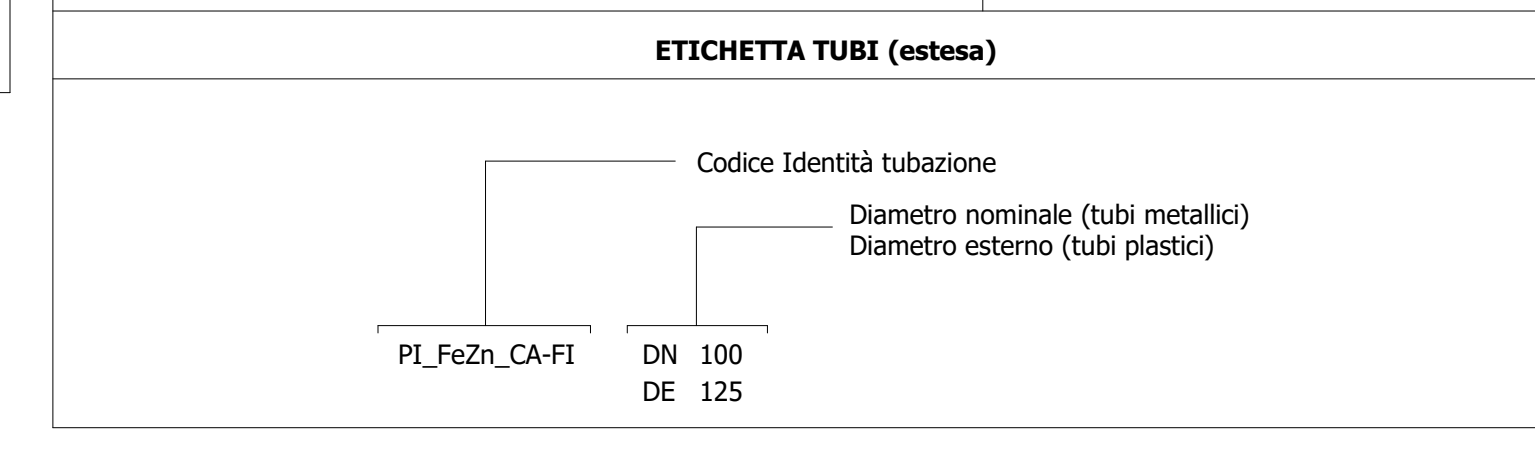 ETICHETTA TUBI (estesa)
Codice Identità tubazione
Diametro nominale (tubi metallici)
Diametro esterno (tubi plastici)
PI_FeZn_CA-FI DN 100
DE 125